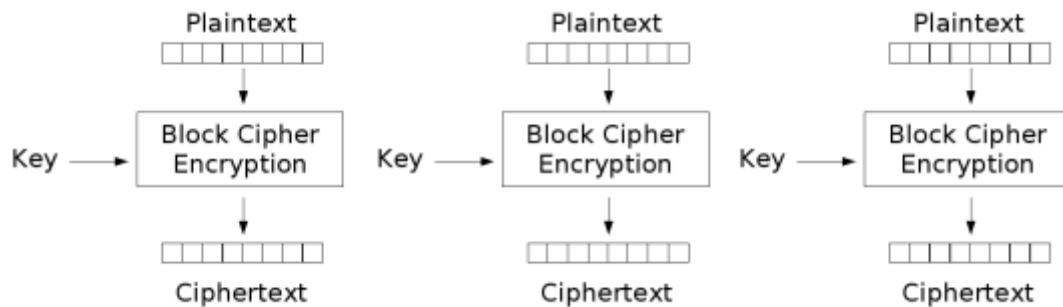 Plaintext Plaintext Plaintext
Key Block Cipher Encryption Key Block Cipher Encryption Key Block Cipher Encryption
Ciphertext Ciphertext Ciphertext